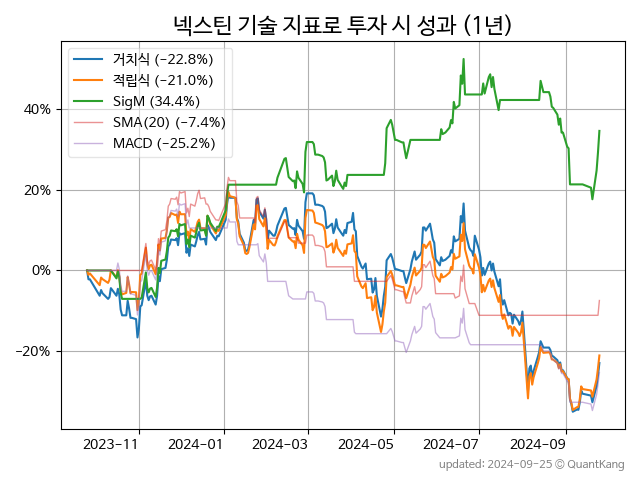 넥스틴 기술 지표로 투자 시 성과 (1년)
거치식 (−22.8%)
적립식 (−21.0%)
SigM (34.4%)
SMA(20) (−7.4%)
MACD (−25.2%)
40%
20%
0%
−20%
2023−11 2024−01 2024−03 2024−05 2024−07 2024−09
updated: 2024-09-25 © QuantKang